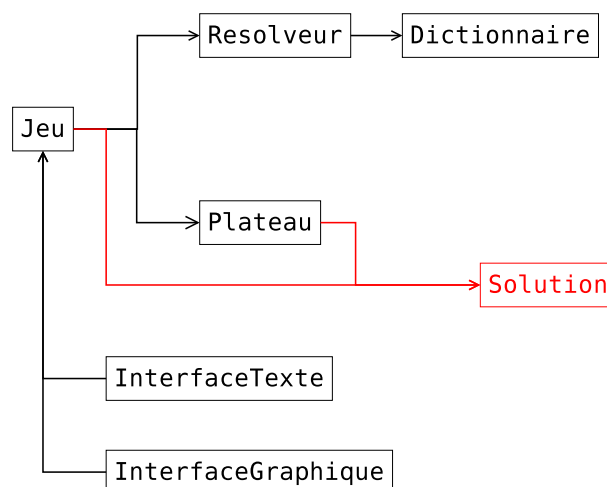 Resolveur
Dictionnaire
Jeu
Plateau
Solution
InterfaceTexte
InterfaceGraphique